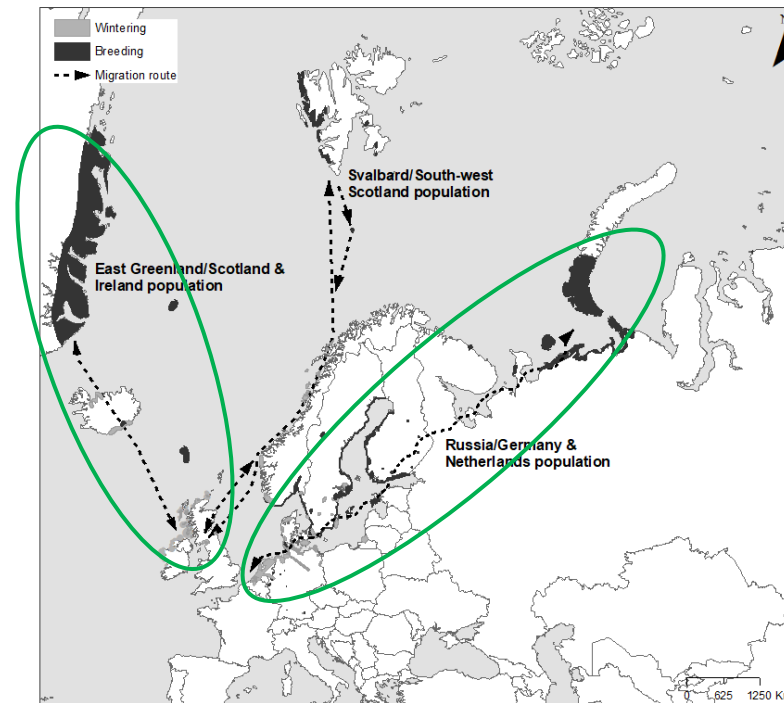 Wintering
Breeding
Migration route
Svalbard/South-west
Scotland population
East Greenland/Scotland &
Ireland population
Russia/Germany &
Netherlands population
0 625 1250 K